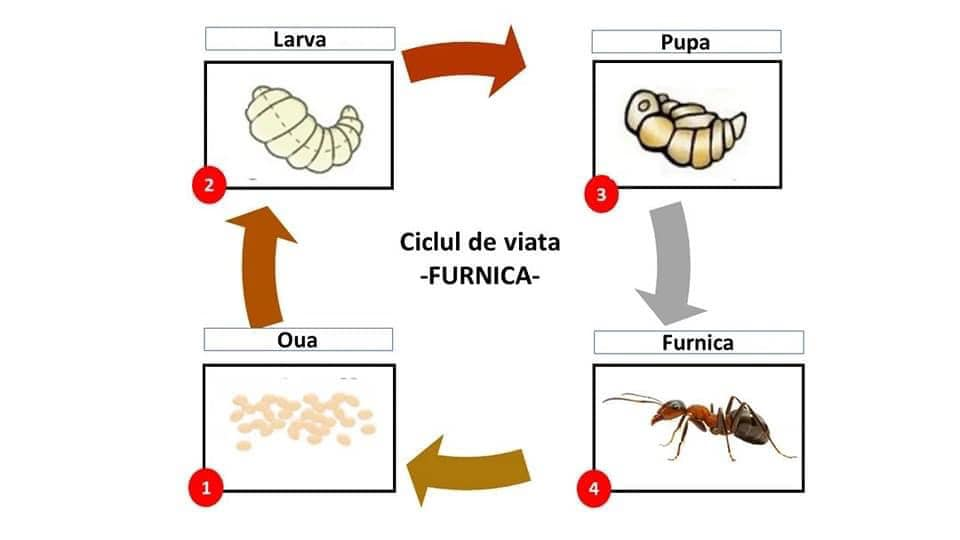 Larva
Pupa
2
3
Ciclul de viata
-FURNICA-
Oua
Furnica
1
4